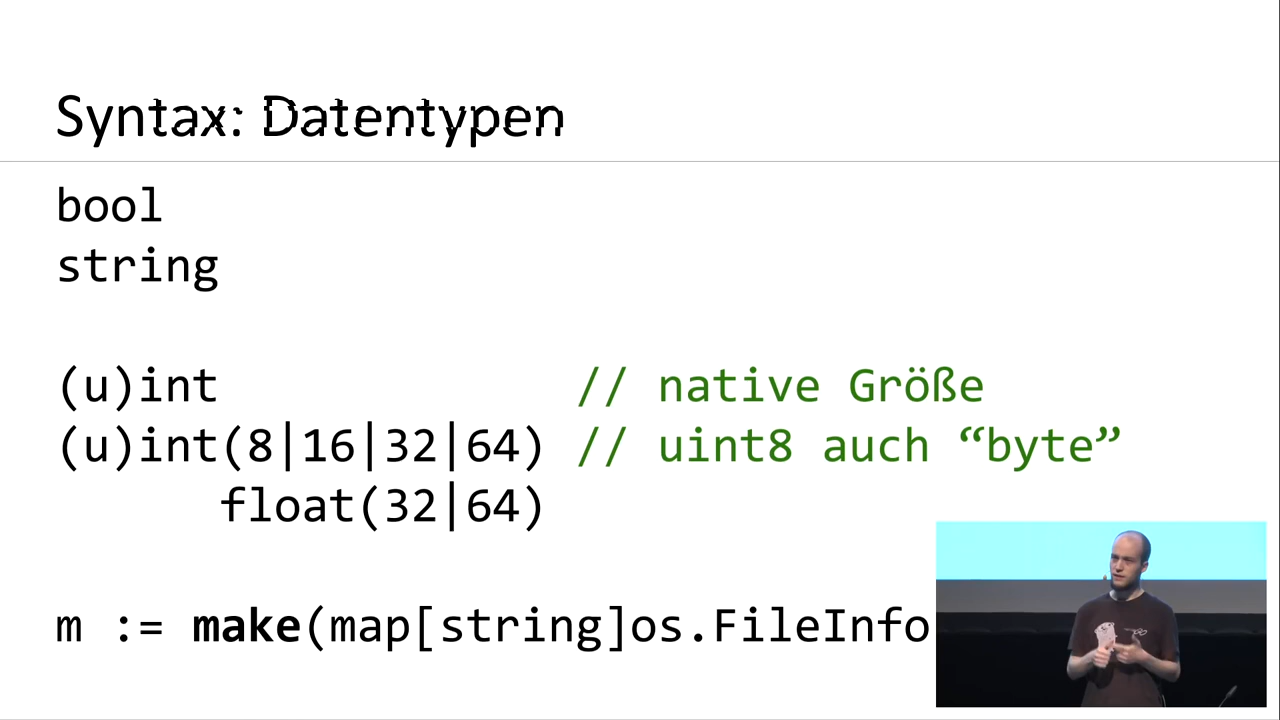 Syntax: Datentypen
bool
string
(u)int // native Größe
(u)int(8|16|32|64) // uint8 auch “byte”
float(32|64)
m := make(map[string]os.FileInfo